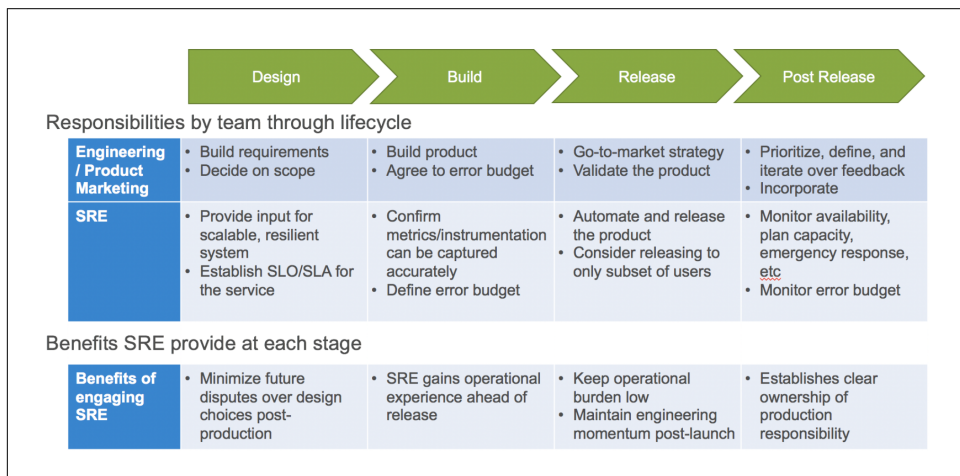 Design
Build
Release
Post Release
Responsibilities by team through lifecycle
Engineering
/ Product
Marketing
• Build requirements
• Decide on scope
• Build product
• Agree to error budget
• Go-to-market strategy
• Validate the product
• Prioritize, define, and
iterate over feedback
• Incorporate
SRE
• Provide input for
scalable, resilient
system
• Establish SLO/SLA for
the service
• Confirm
metrics/instrumentation
can be captured
accurately
• Define error budget
• Automate and release
the product
• Consider releasing to
only subset of users
• Monitor availability,
plan capacity,
emergency response,
etc
• Monitor error budget
Benefits SRE provide at each stage
Benefits of
engaging
SRE
• Minimize future
disputes over design
choices post-
production
• SRE gains operational
experience ahead of
release
• Keep operational
burden low
• Maintain engineering
momentum post-launch
• Establishes clear
ownership of
production
responsibility